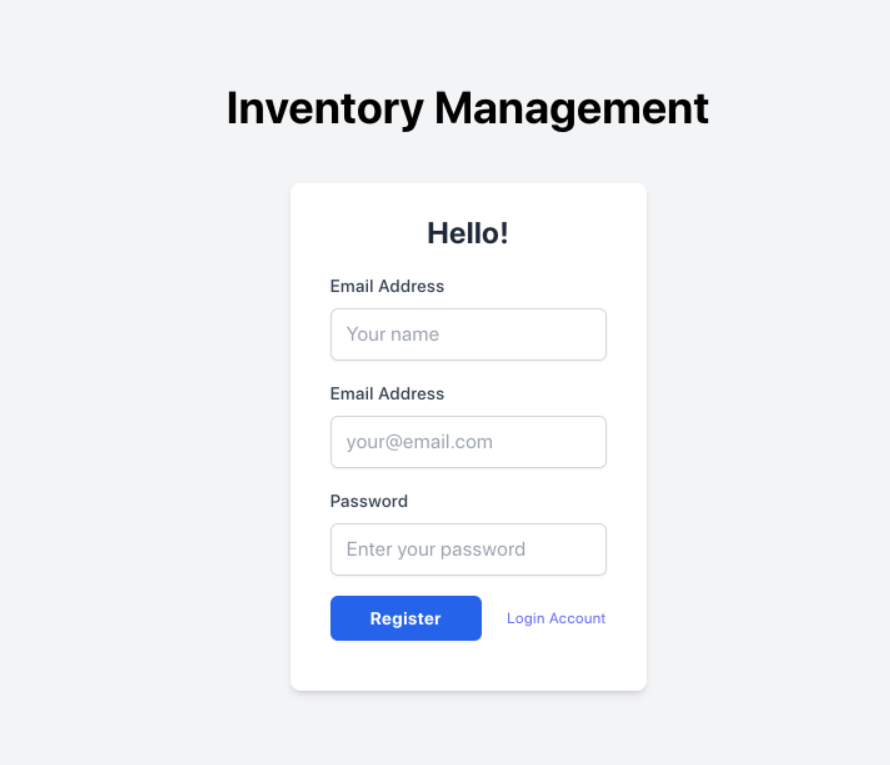 Inventory Management
Hello!
Email Address
Your name
Email Address
your@email.com
Password
Enter your password
Register Login Account